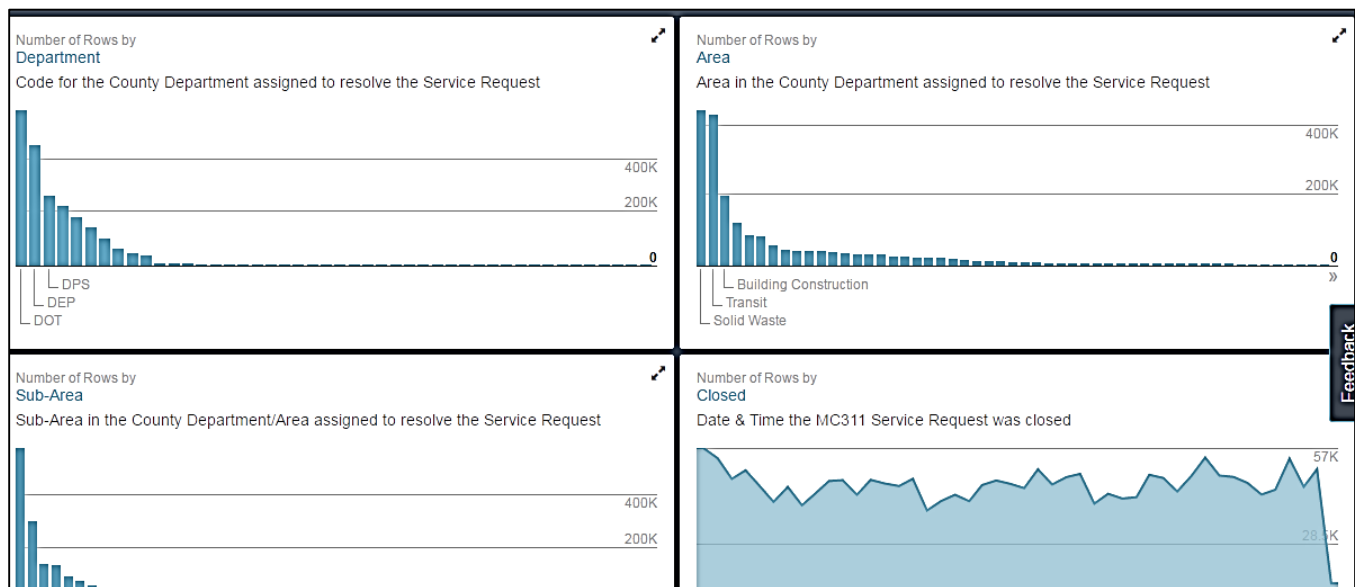 Number of Rows by
Department
Code for the County Department assigned to resolve the Service Request
400K
200K
0
DPS
DEP
DOT
Number of Rows by
Area
Area in the County Department assigned to resolve the Service Request
400K
200K
0
»
Building Construction
Transit
Solid Waste
Feedback
Number of Rows by
Sub-Area
Sub-Area in the County Department/Area assigned to resolve the Service Request
400K
200K
Number of Rows by
Closed
Date & Time the MC311 Service Request was closed
57K
28.5K